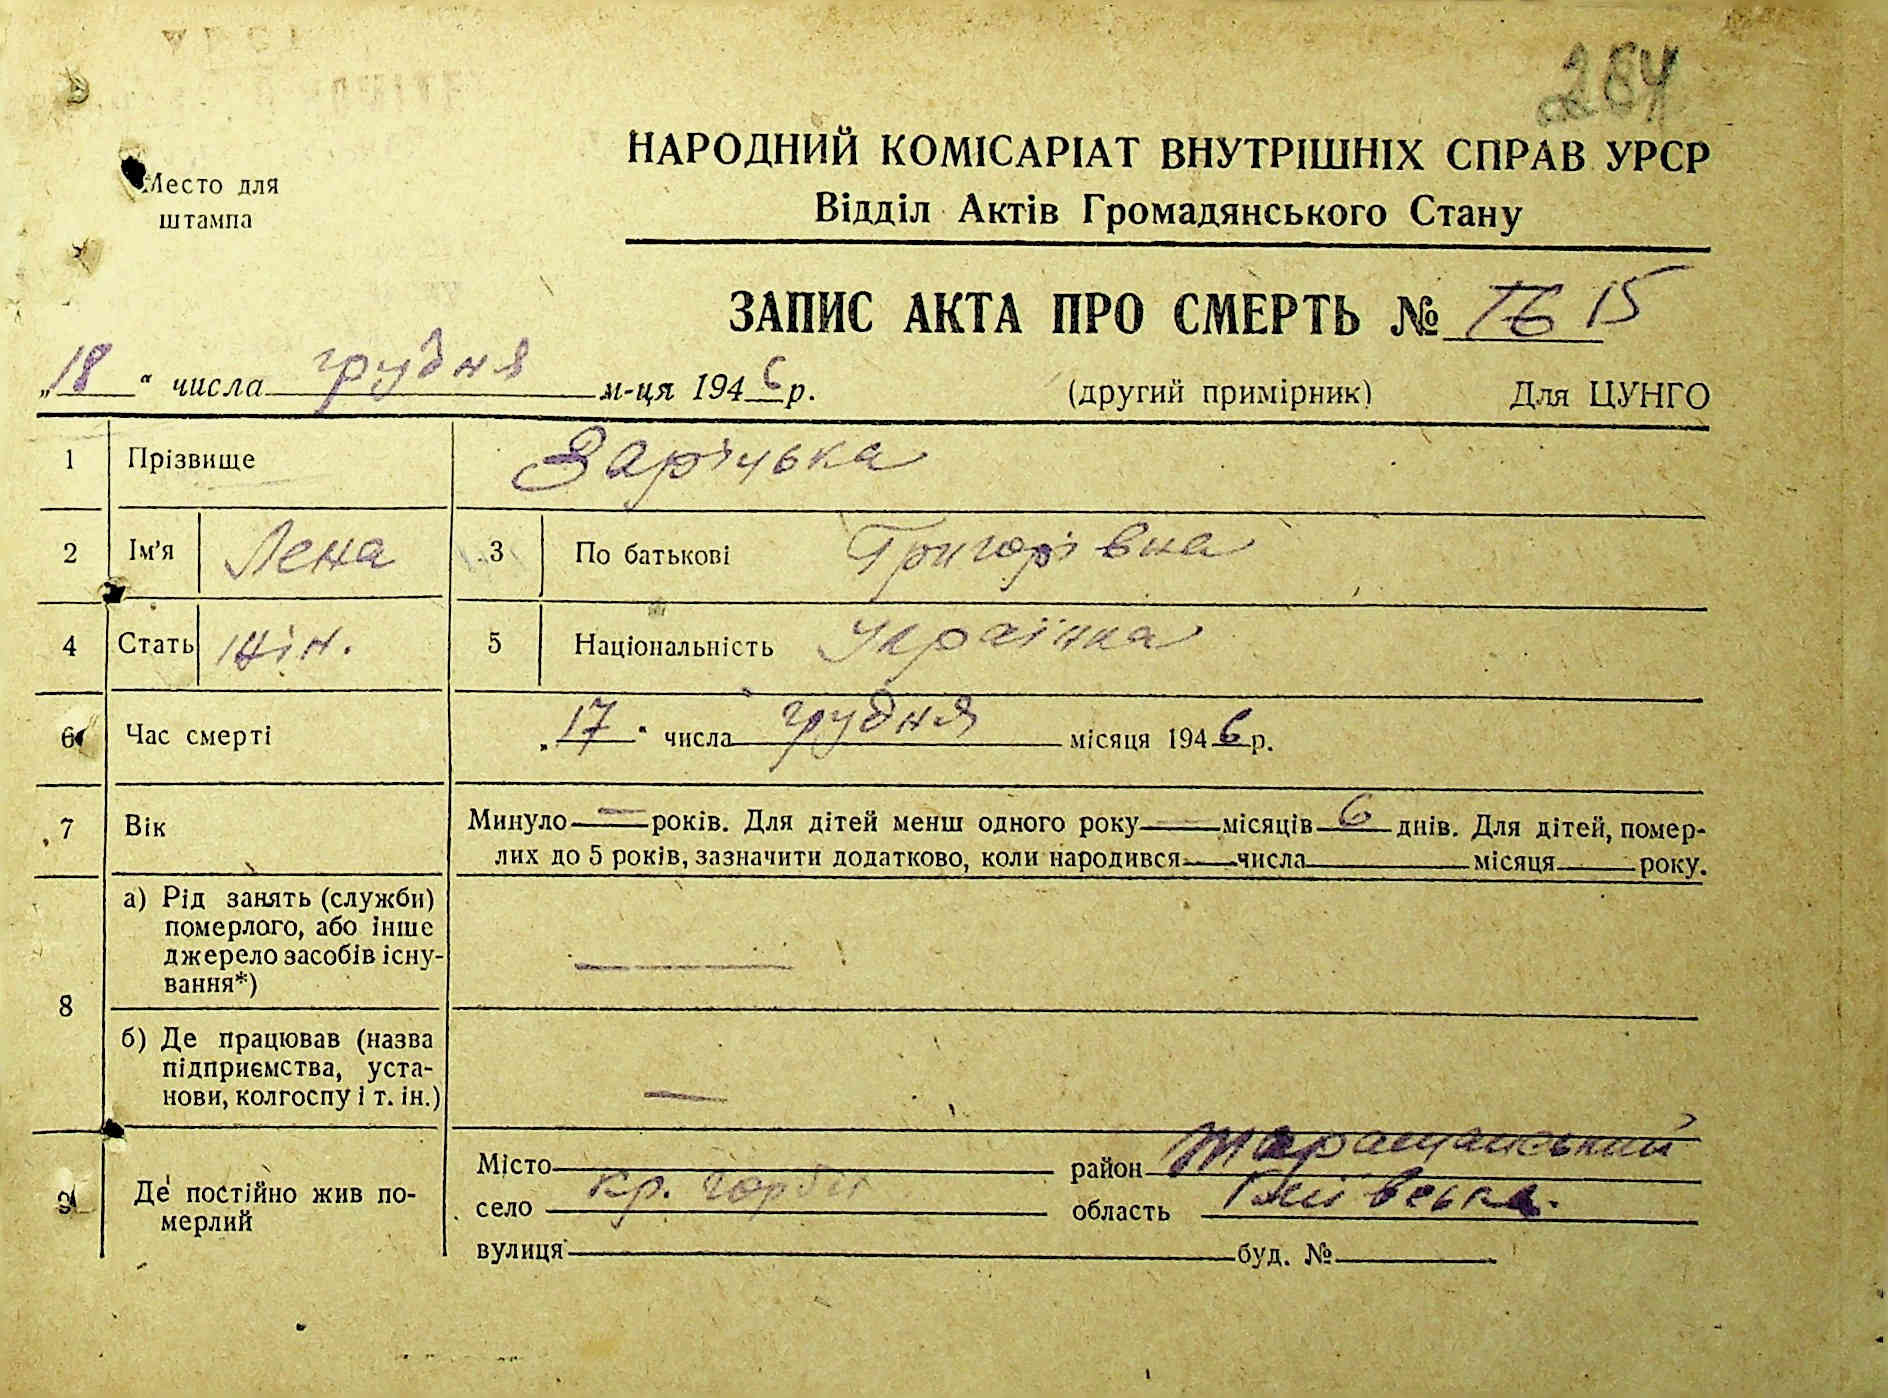 284
НАРОДНИЙ КОМІСАРІАТ ВНУТРІШНІХ СПРАВ УРСР
Відділ Актів Громадянського Стану
Место для
штампа
ЗАПИС АКТА ПРО СМЕРТЬ № 16 15
„18“ числа грудня м-ця 1946 р. (другий примірник) Для ЦУНГО
1 Прізвище Заріцька
2 Ім’я Лена 3 По батькові Григорівна
4 Стать жін. 5 Національність Українка
6 Час смерті „17“ числа грудня місяця 1946 р.
7 Вік Минуло — років. Для дітей менш одного року — місяців 6 днів. Для дітей, помер-
лих до 5 років, зазначити додатково, коли народився числа місяця року.
8 а) Рід занять (служби)
померлого, або інше
джерело засобів існу-
вання*) —
б) Де працював (назва
підприємства, уста-
нови, колгоспу і т. ін.) —
9 Де постійно жив по-
мерлий
Місто район Таращанський
село кр. область Київська.
вулиця буд. №